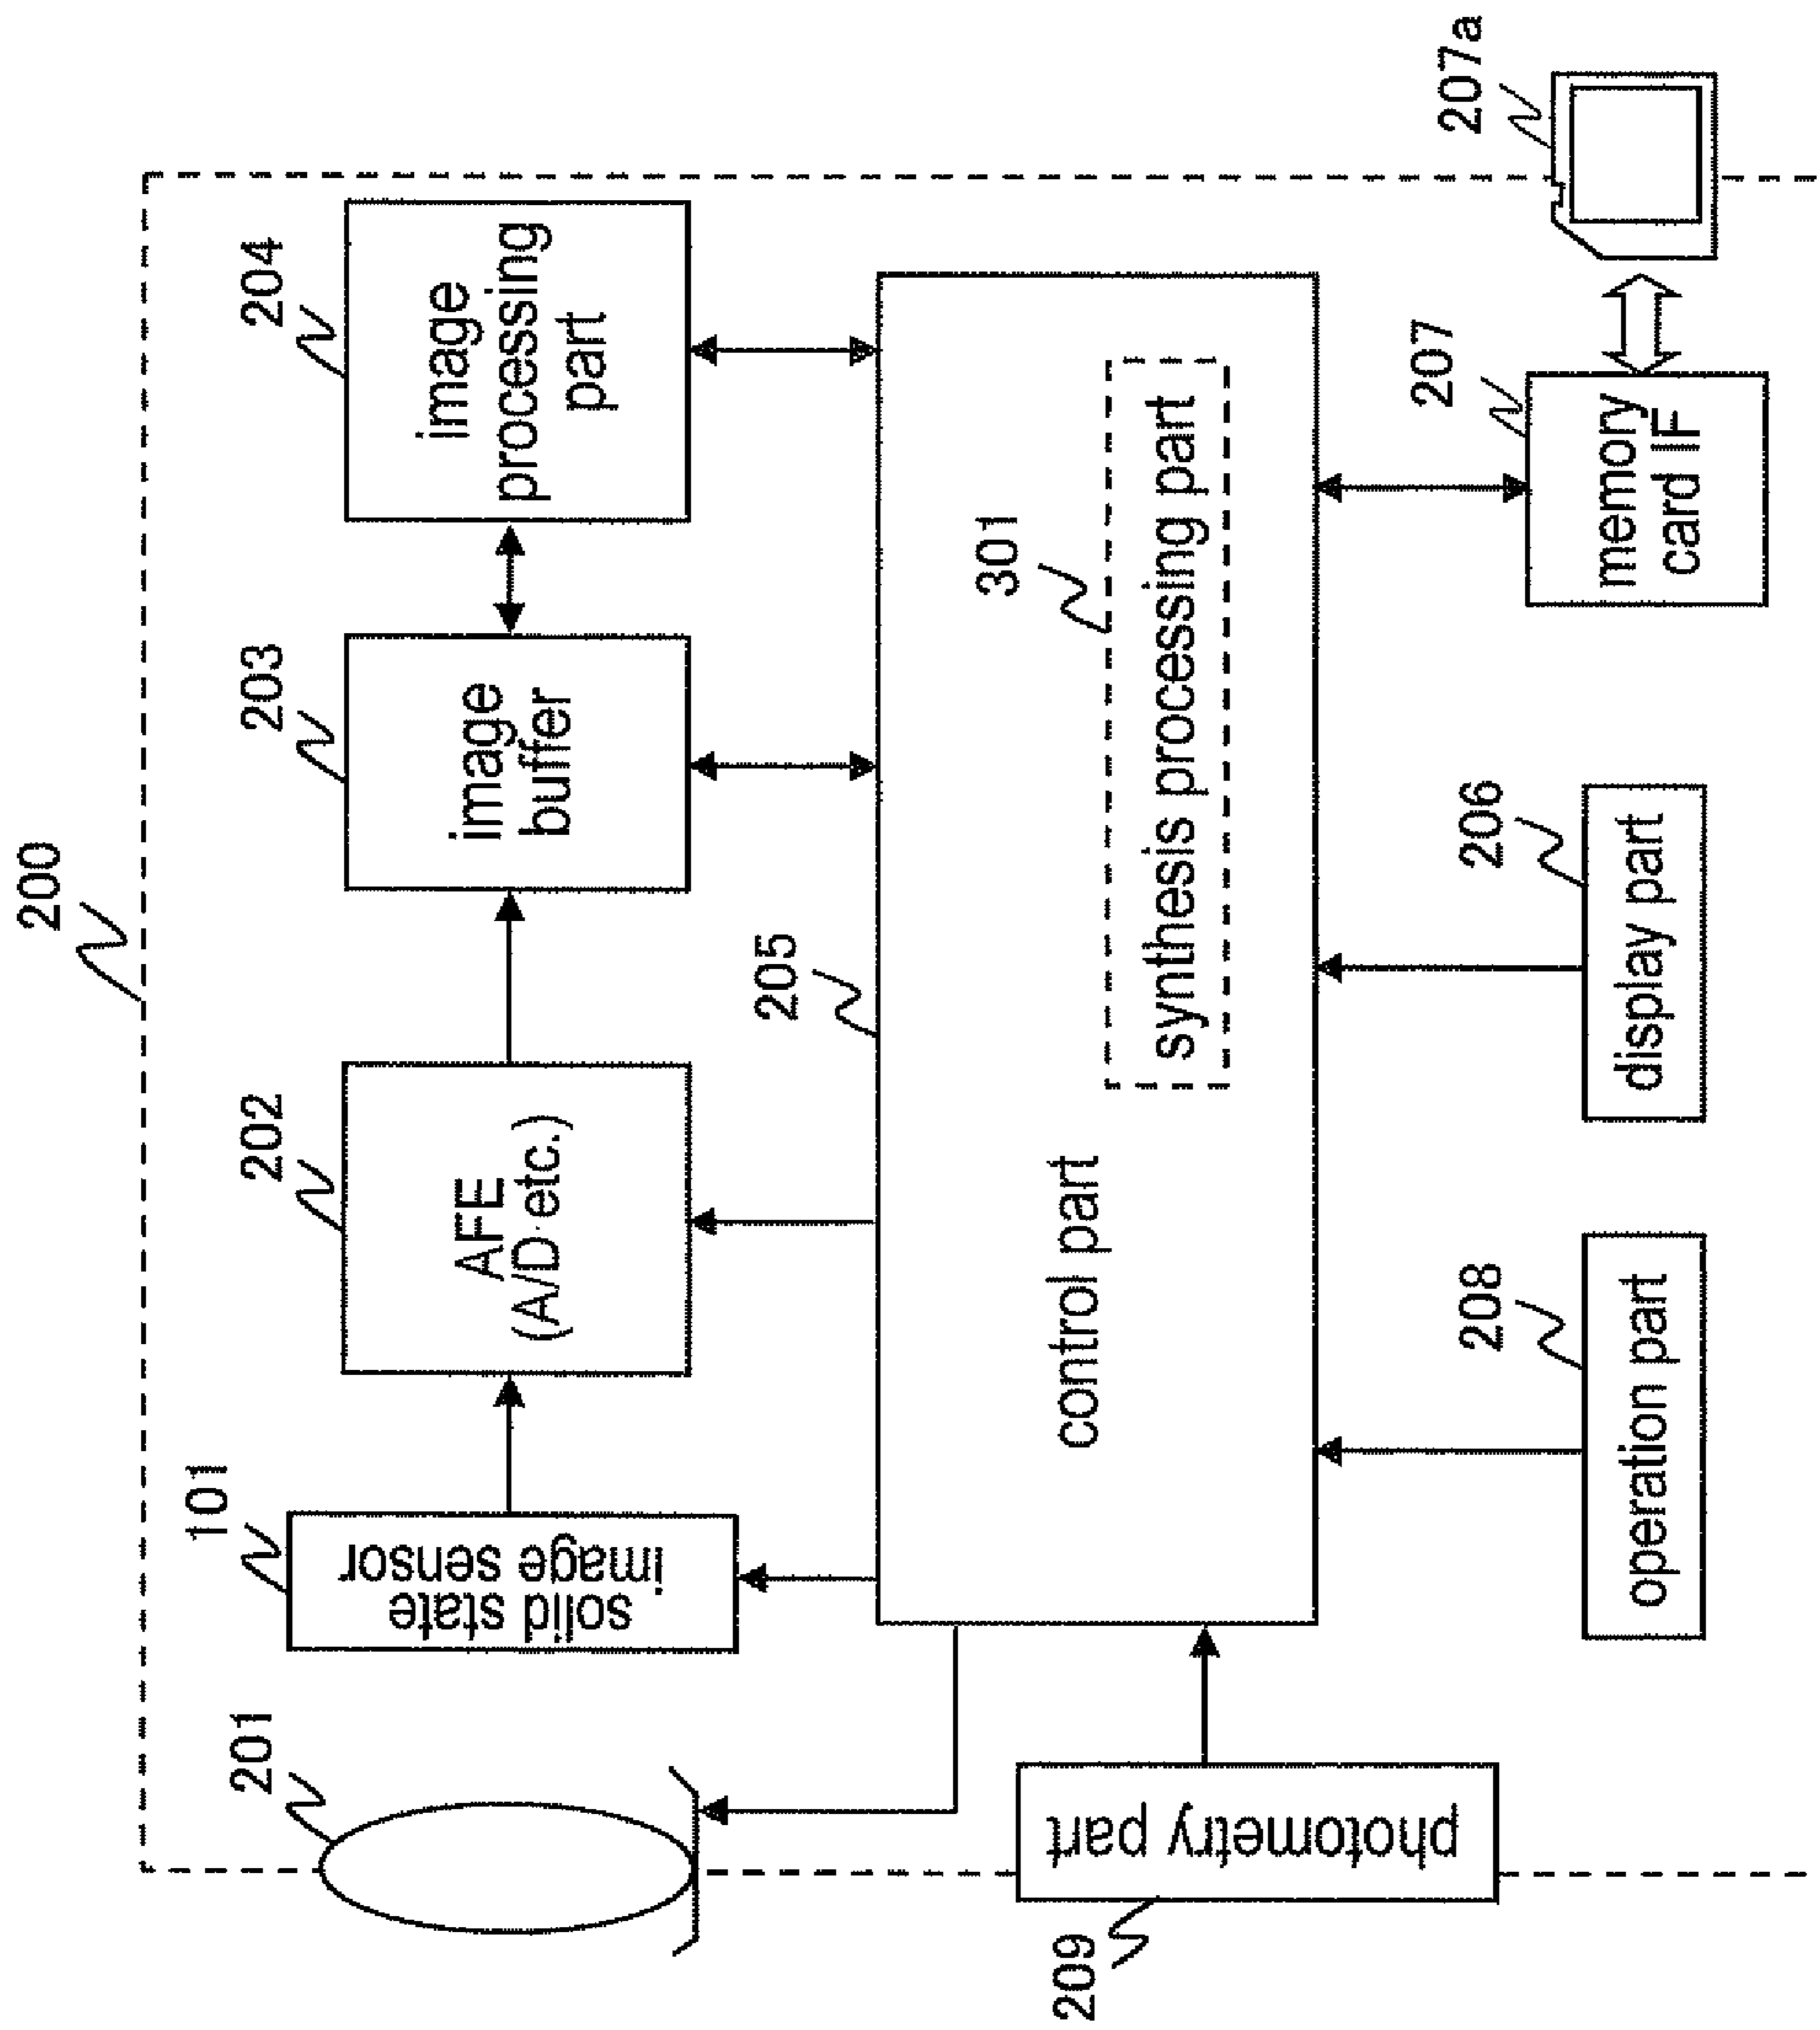 200
201
101
202
203
204
solid state
image sensor
AFE
(A/D etc.)
image
buffer
image
processing
part
205
control part
301
synthesis processing part
209
photometry part
208
operation part
206
display part
207
memory
card IF
207a